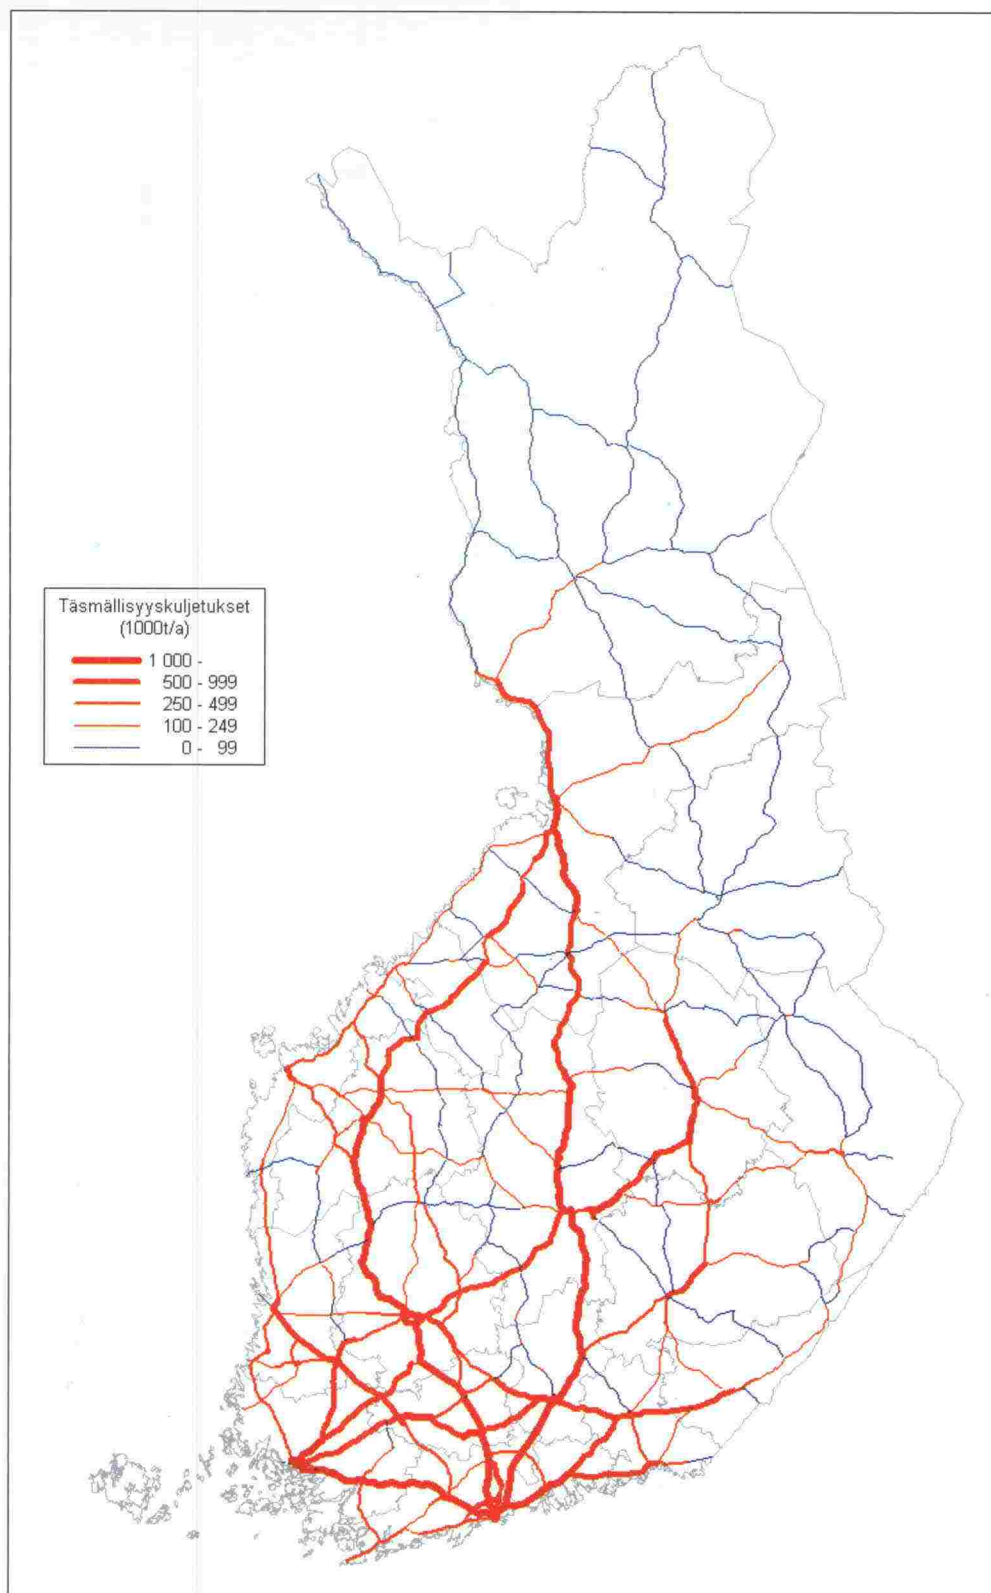 Täsmällisyyskuljetukset
(1000t/a)
1 000 -
500 - 999
250 - 499
100 - 249
0 - 99